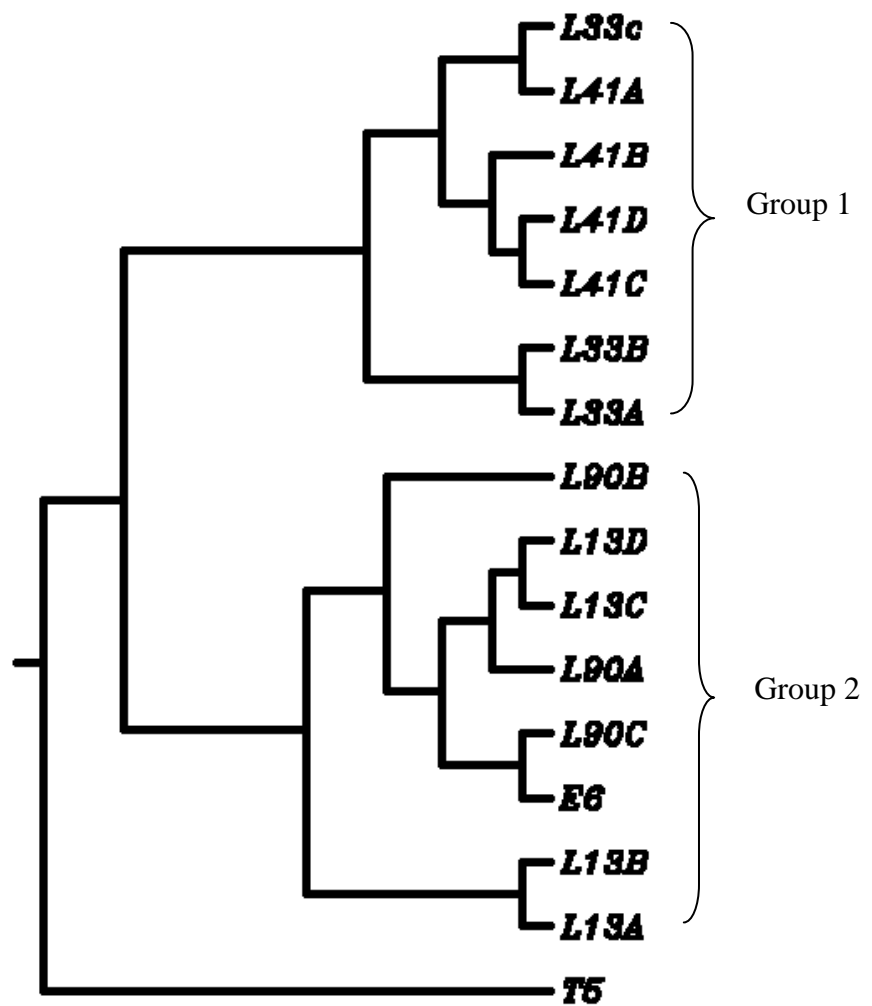 L33c
L41A
L41B
L41D
Group 1
L41C
L33B
L33A
L90B
L13D
L13C
L90A
Group 2
L90C
E6
L13B
L13A
T5